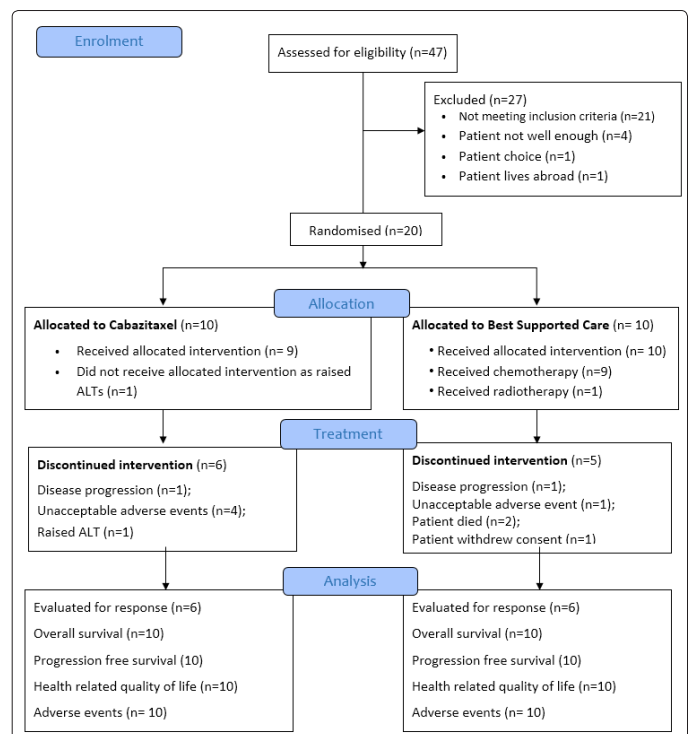 Enrolment
Assessed for eligibility (n=47)
Excluded (n=27)
• Not meeting inclusion criteria (n=21)
• Patient not well enough (n=4)
• Patient choice (n=1)
• Patient lives abroad (n=1)
Randomised (n=20)
Allocation
Allocated to Cabazitaxel (n=10)
• Received allocated intervention (n= 9)
• Did not receive allocated intervention as raised
ALTs (n=1)
Allocated to Best Supported Care (n= 10)
• Received allocated intervention (n= 10)
• Received chemotherapy (n=9)
• Received radiotherapy (n=1)
Treatment
Discontinued intervention (n=6)
Disease progression (n=1);
Unacceptable adverse events (n=4);
Raised ALT (n=1)
Discontinued intervention (n=5)
Disease progression (n=1);
Unacceptable adverse event (n=1);
Patient died (n=2);
Patient withdrew consent (n=1)
Analysis
Evaluated for response (n=6)
Overall survival (n=10)
Progression free survival (10)
Health related quality of life (n=10)
Adverse events (n= 10)
Evaluated for response (n=6)
Overall survival (n=10)
Progression free survival (10)
Health related quality of life (n=10)
Adverse events (n= 10)